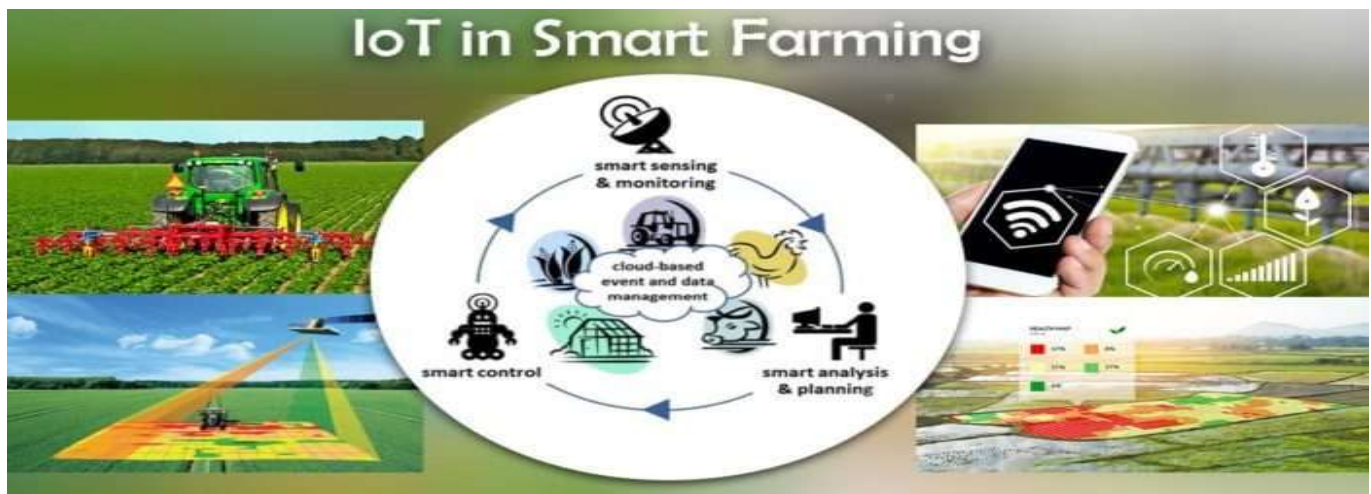 IoT in Smart Farming
smart sensing
& monitoring
cloud-based
event and data
management
smart control
smart analysis
& planning